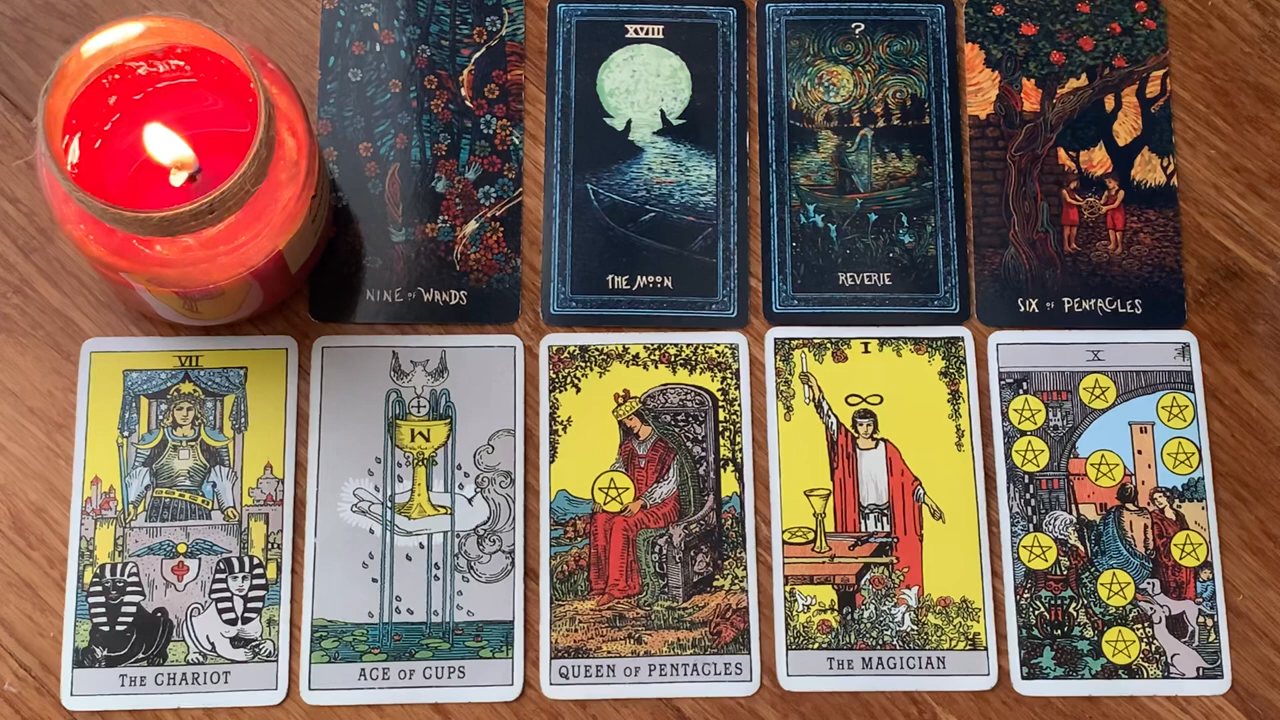 NINE OF WANDS
XVIII
THE MOON
?
REVERIE
SIX OF PENTACLES
VII
THE CHARIOT
ACE OF CUPS
QUEEN OF PENTACLES
I
THE MAGICIAN
X